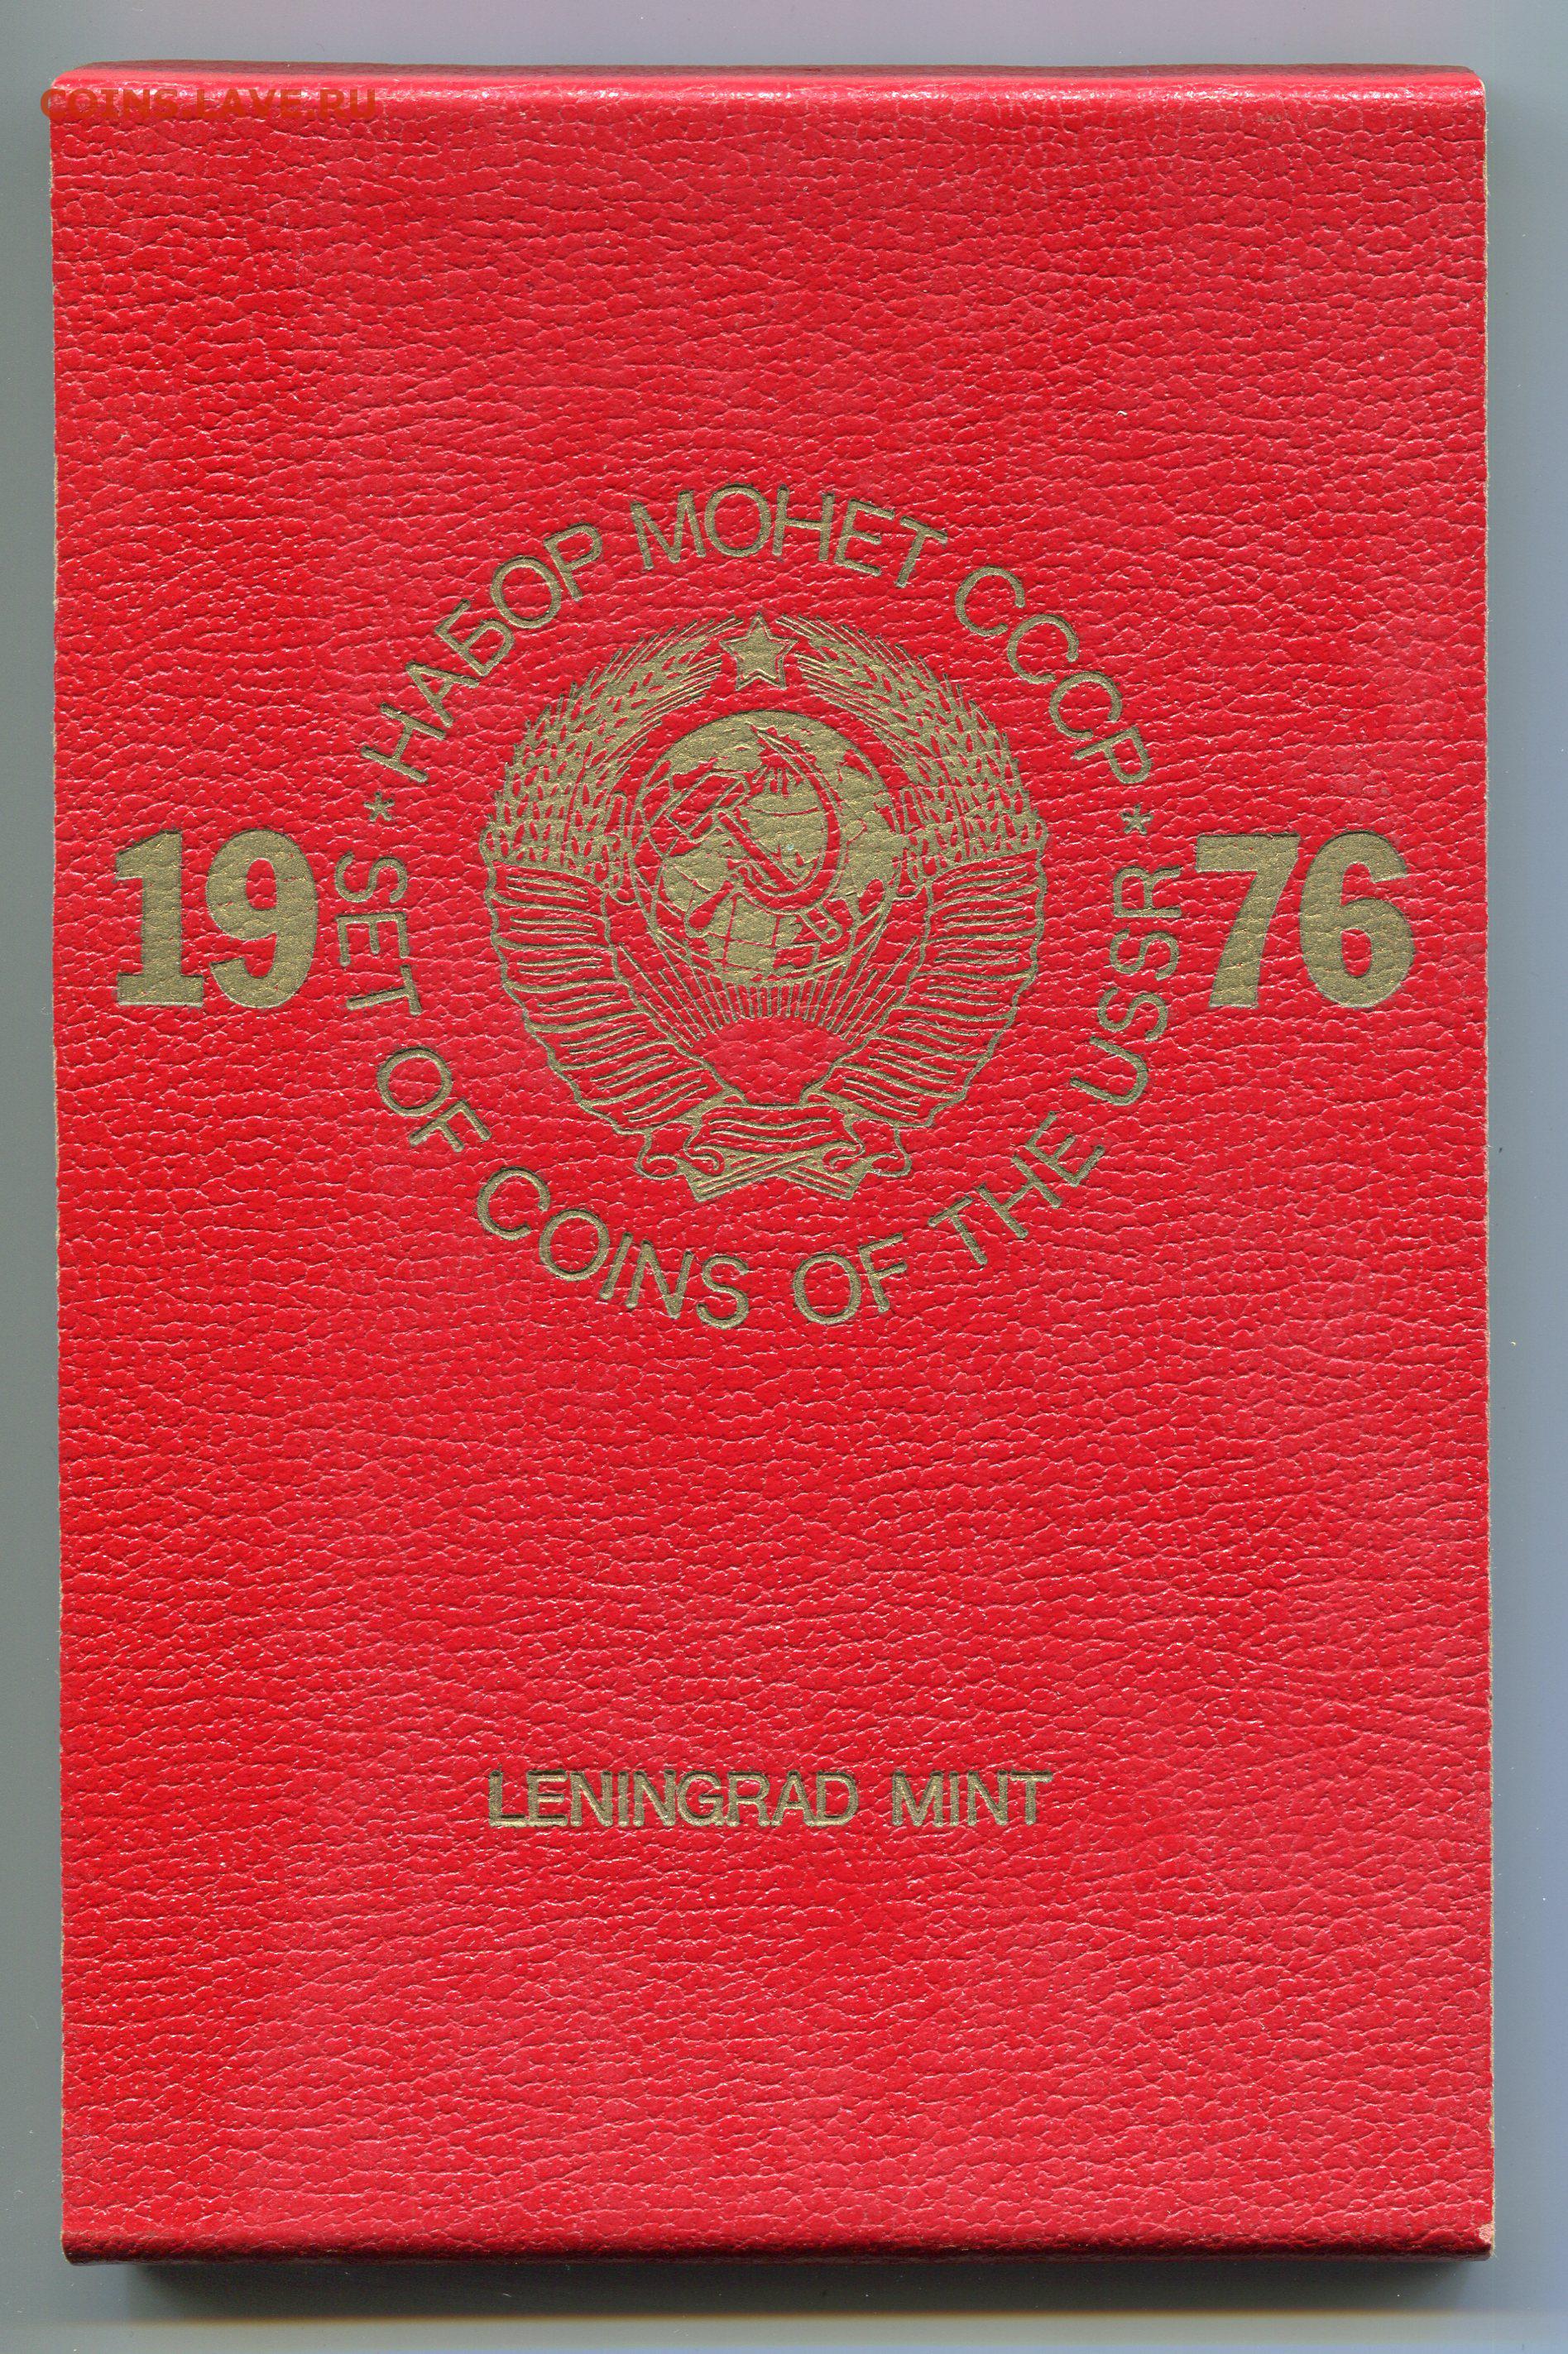 COINS.LAVE.RU
* НАБОР МОНЕТ СССР *
19 76
SET OF COINS OF THE USSR
LENINGRAD MINT